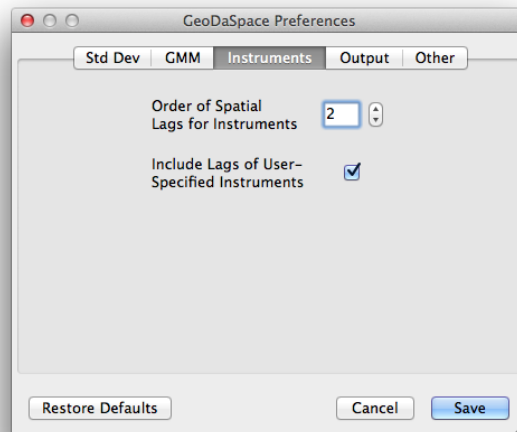 GeoDaSpace Preferences
Std Dev GMM Instruments Output Other
Order of Spatial
Lags for Instruments 2
Include Lags of User-
Specified Instruments
Restore Defaults Cancel Save